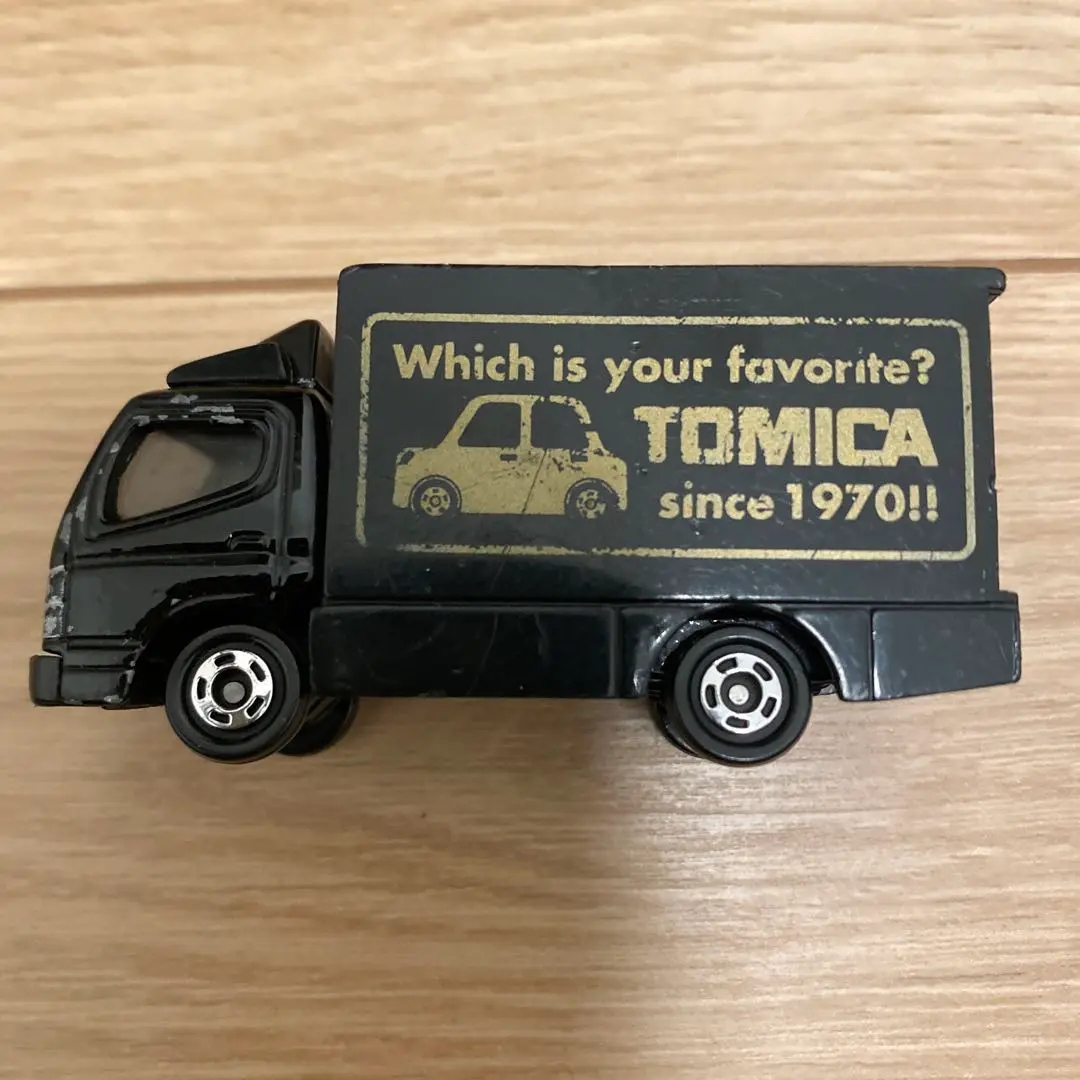 Which is your favorite?
TOMICA
since 1970!!